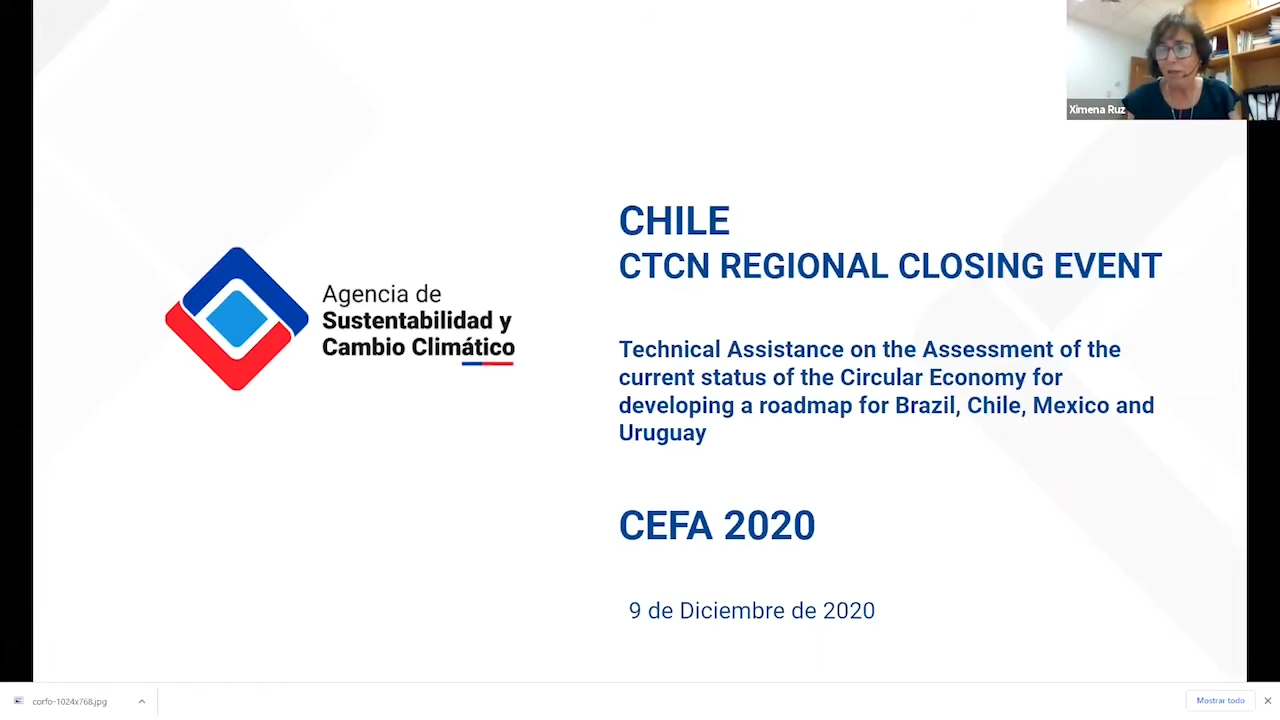 Ximena Ruz
CHILE
CTCN REGIONAL CLOSING EVENT
Agencia de
Sustentabilidad y
Cambio Climático
Technical Assistance on the Assessment of the
current status of the Circular Economy for
developing a roadmap for Brazil, Chile, Mexico and
Uruguay
CEFA 2020
9 de Diciembre de 2020
corfo-1024x768.jpg
Mostrar todo